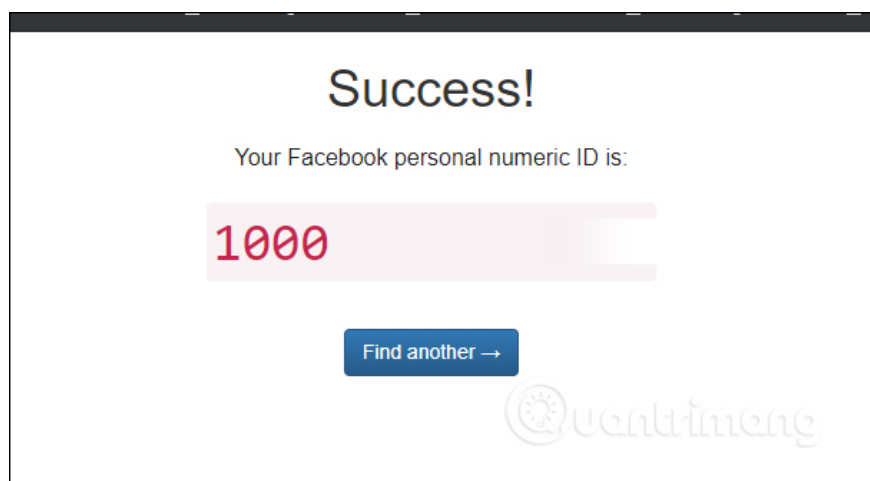 Success!
Your Facebook personal numeric ID is:
1000
Find another →
Quantrimang